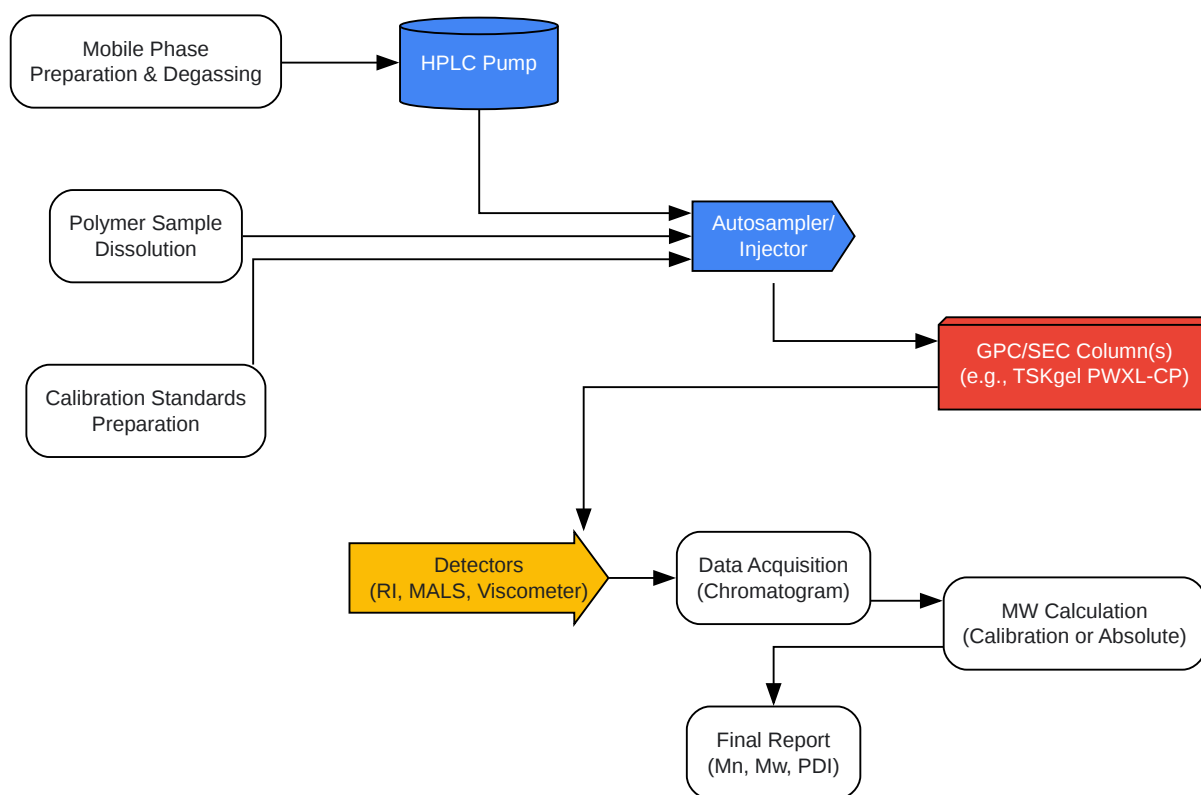 Mobile Phase
Preparation & Degassing
HPLC Pump
Polymer Sample
Dissolution
Autosampler/
Injector
Calibration Standards
Preparation
GPC/SEC Column(s)
(e.g., TSKgel PWXL-CP)
Detectors
(RI, MALS, Viscometer)
Data Acquisition
(Chromatogram)
MW Calculation
(Calibration or Absolute)
Final Report
(Mn, Mw, PDI)